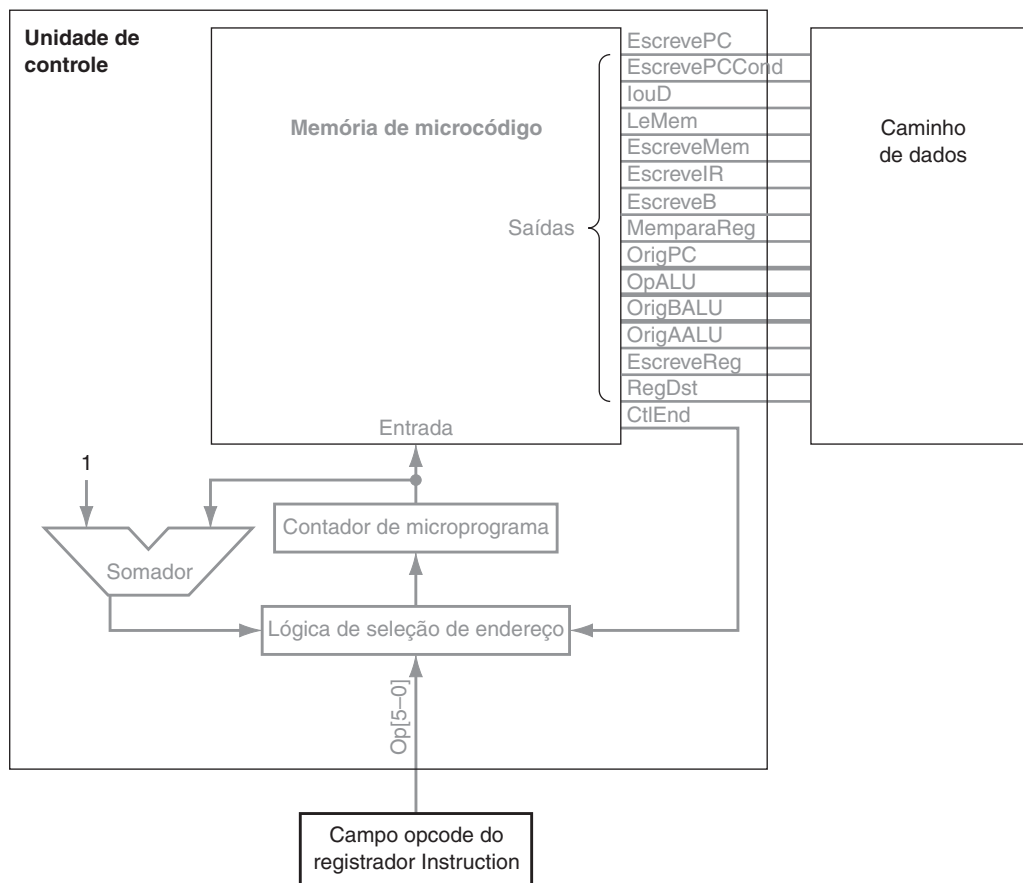 Unidade de
controle
Memória de microcódigo
Saídas
Entrada
EscrevePC
EscrevePCCond
IouD
LeMem
EscreveMem
EscreveIR
EscreveB
MemparaReg
OrigPC
OpALU
OrigBALU
OrigAALU
EscreveReg
RegDst
CtlEnd
Caminho
de dados
1
Contador de microprograma
Somador
Lógica de seleção de endereço
Op[5–0]
Campo opcode do
registrador Instruction